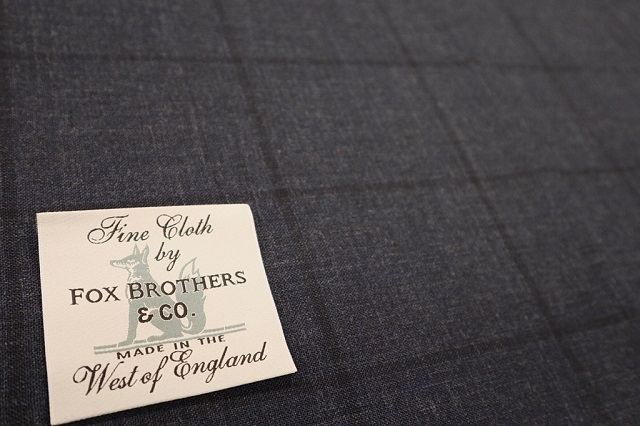 Fine Cloth
by
FOX BROTHERS
& CO.
MADE IN THE
West of England